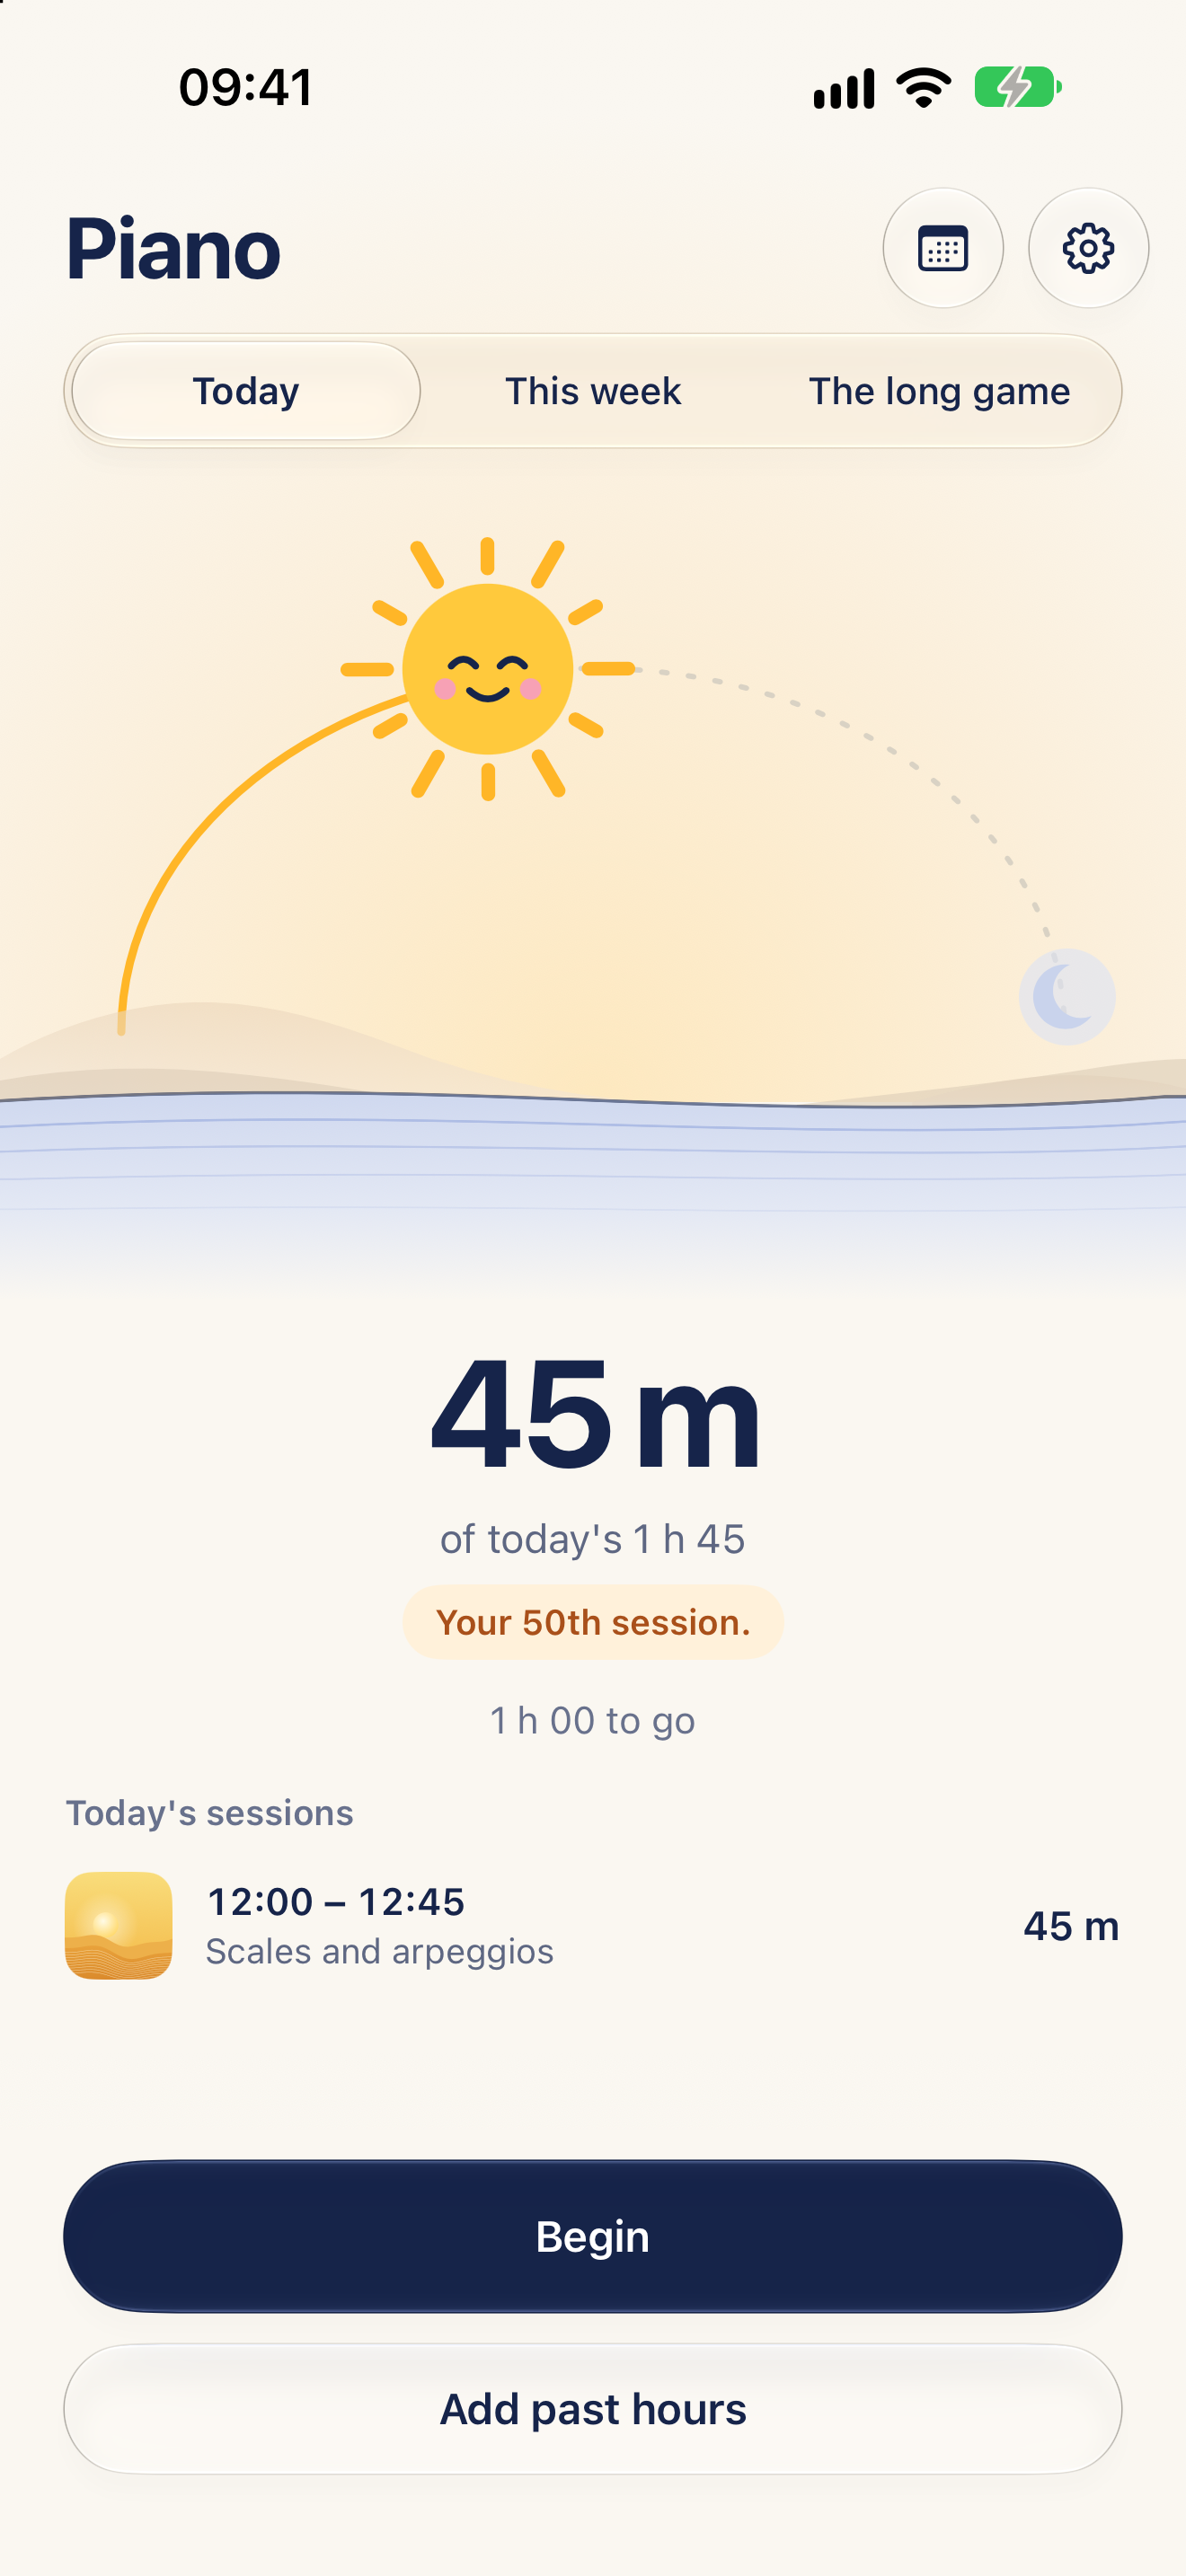 09:41
Piano
Today
This week
The long game
45 m
of today's 1 h 45
Your 50th session.
1 h 00 to go
Today's sessions
12:00 – 12:45
Scales and arpeggios
45 m
Begin
Add past hours